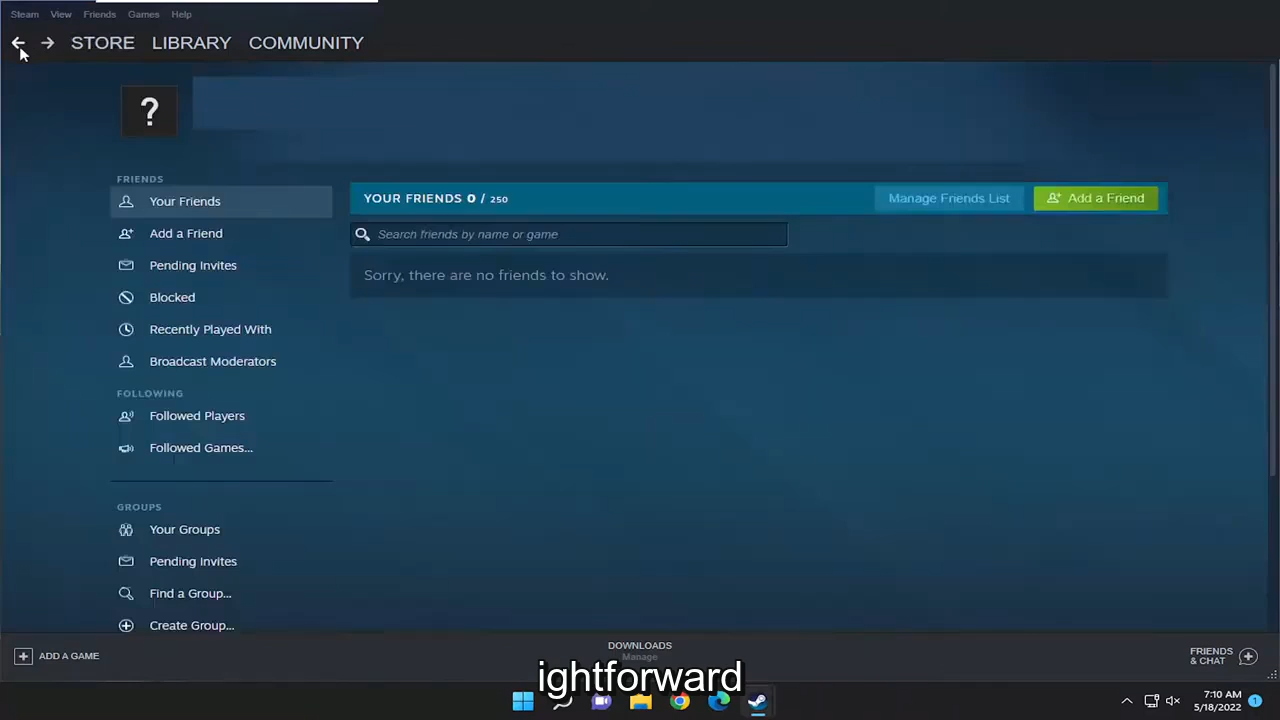 Steam View Friends Games Help
STORE LIBRARY COMMUNITY
?
FRIENDS
Your Friends
Add a Friend
Pending Invites
Blocked
Recently Played With
Broadcast Moderators
FOLLOWING
Followed Players
Followed Games...
GROUPS
Your Groups
Pending Invites
Find a Group...
Create Group...
YOUR FRIENDS 0 / 250
Manage Friends List
Add a Friend
Search friends by name or game
Sorry, there are no friends to show.
ADD A GAME
DOWNLOADS
Manage
FRIENDS
& CHAT
ightforward
7:10 AM
5/18/2022
1